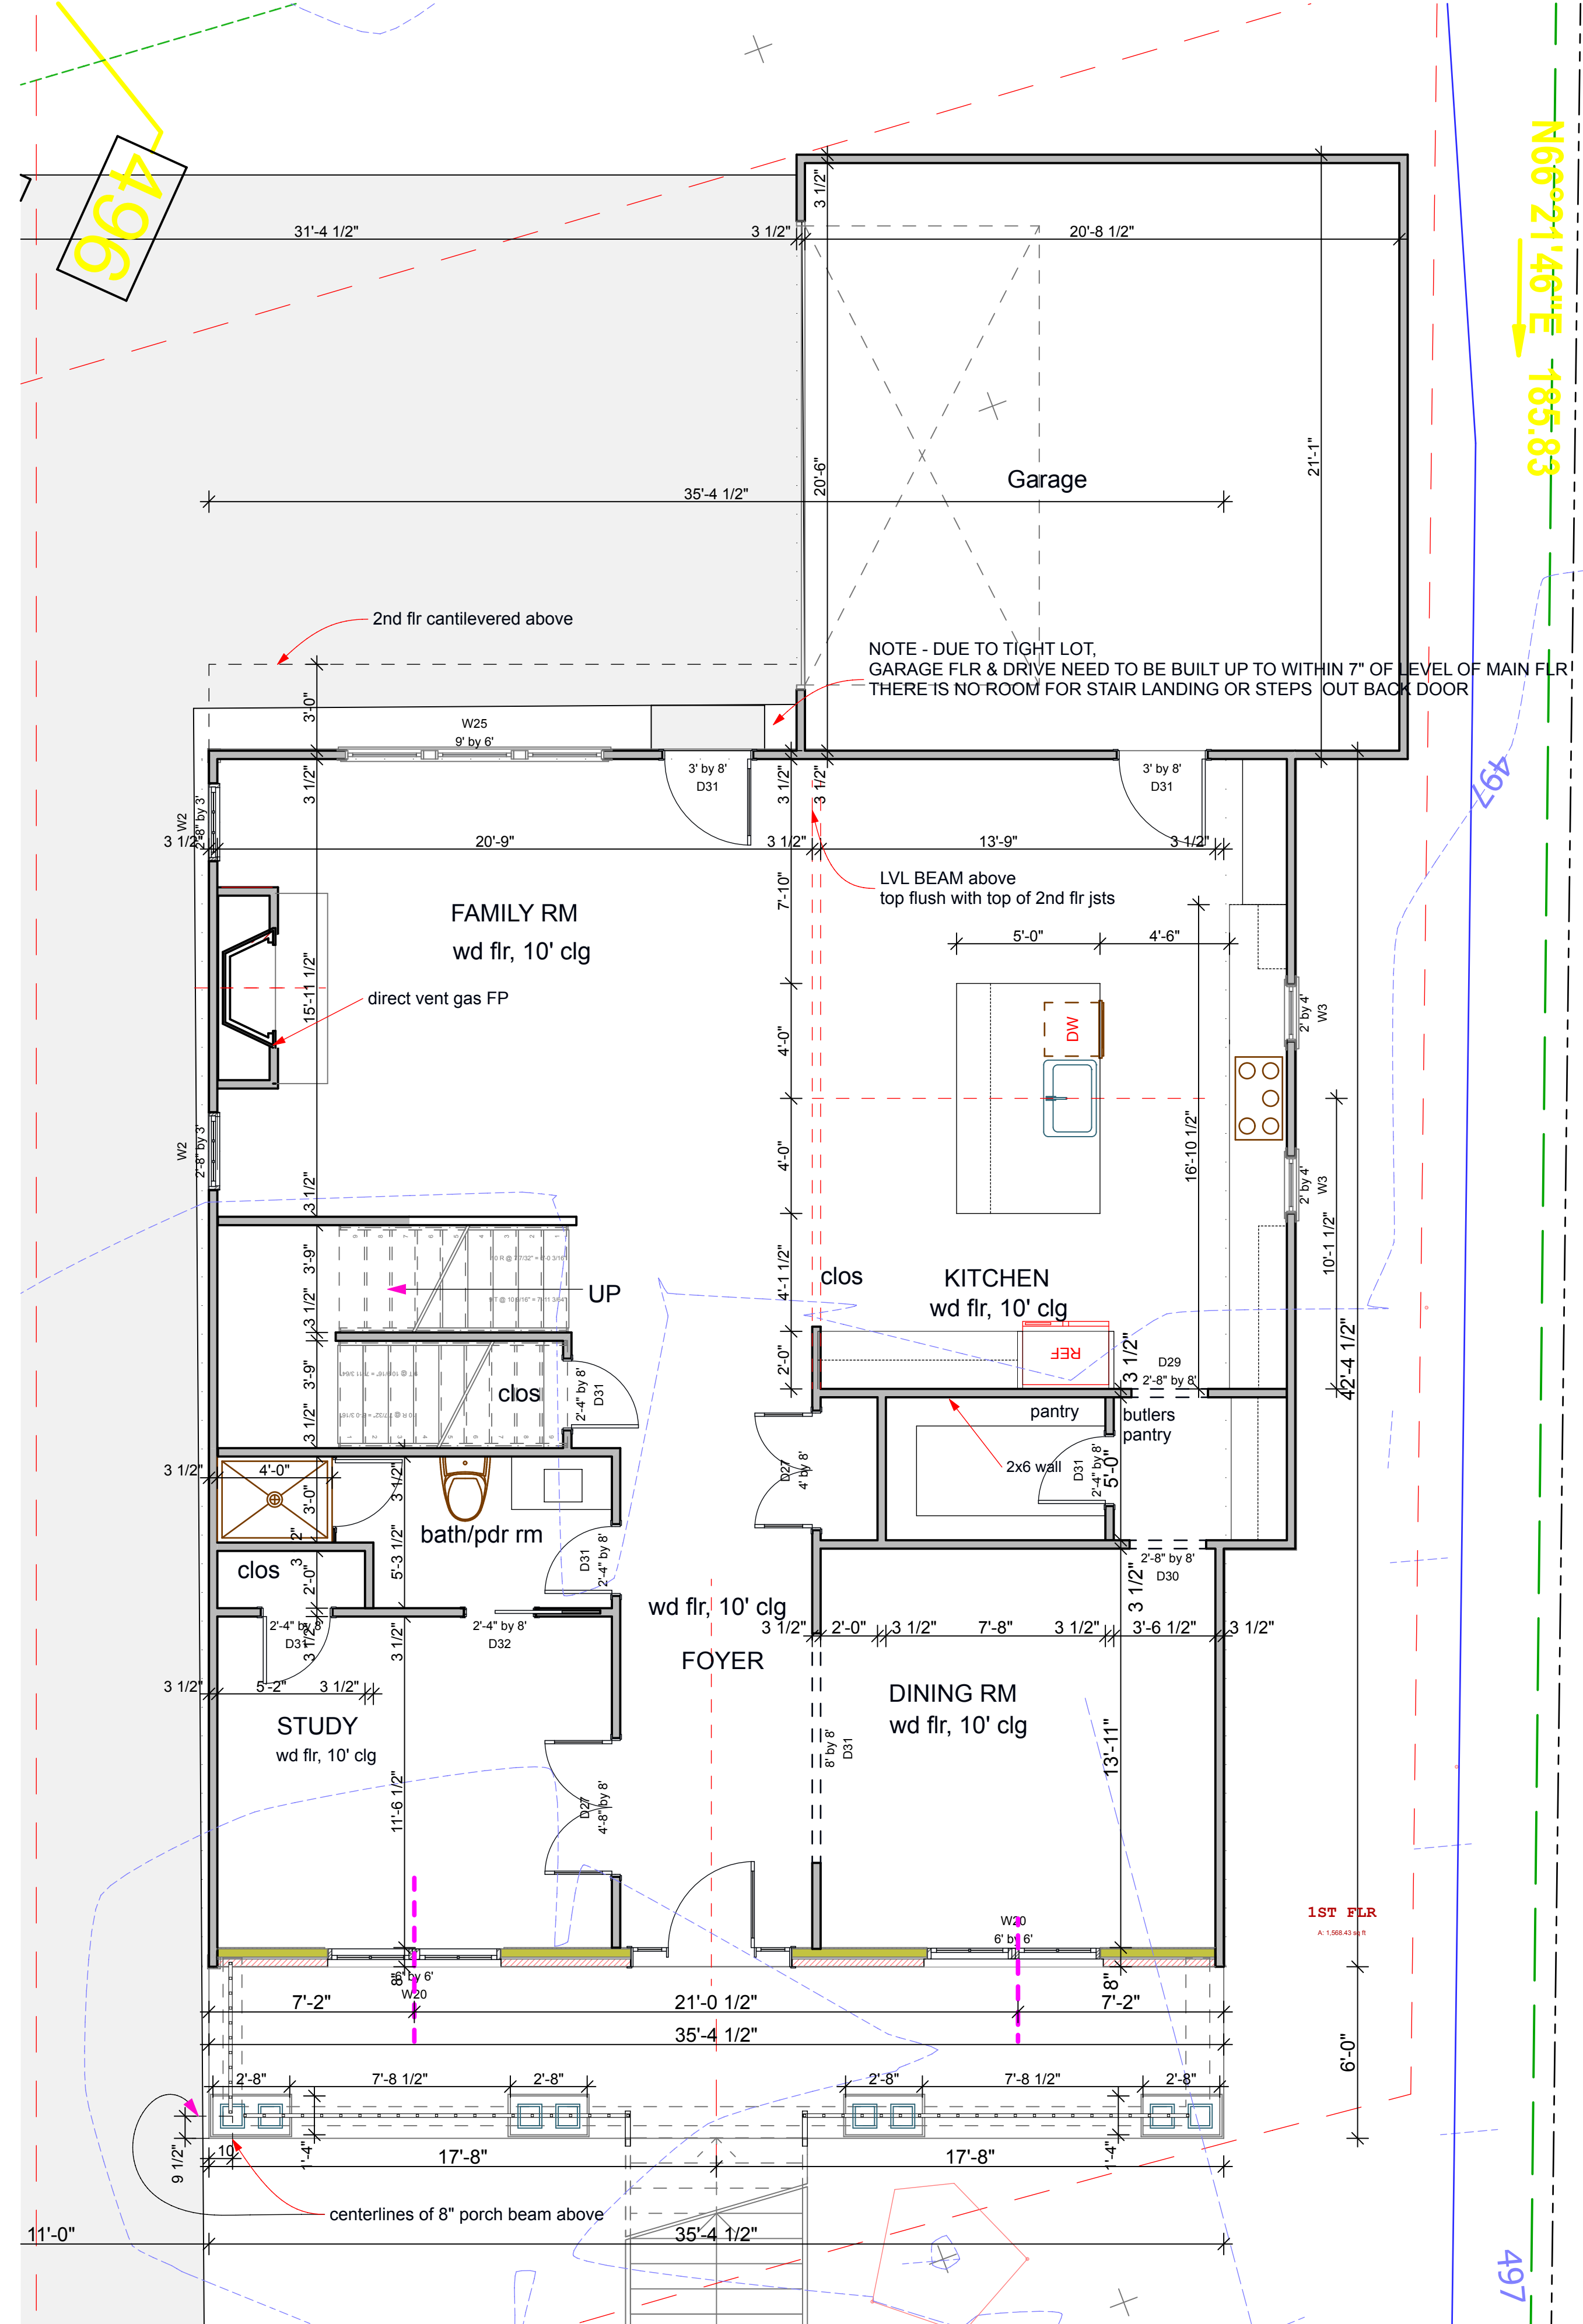 496
N66°21'46"E 185.83
3 1/2"
31'-4 1/2"
3 1/2"
20'-8 1/2"
21'-1"
20'-6"
Garage
35'-4 1/2"
2nd flr cantilevered above
NOTE - DUE TO TIGHT LOT,
GARAGE FLR & DRIVE NEED TO BE BUILT UP TO WITHIN 7" OF LEVEL OF MAIN FLR
THERE IS NO ROOM FOR STAIR LANDING OR STEPS OUT BACK DOOR
3'-0"
W25
9' by 6'
3' by 8'
D31
3' by 8'
D31
497
3 1/2"
3 1/2"
3 1/2"
W2
2'-8" by 3'
3 1/2"
20'-9"
3 1/2"
13'-9"
3 1/2"
LVL BEAM above
top flush with top of 2nd flr jsts
7'-10"
FAMILY RM
wd flr, 10' clg
5'-0"
4'-6"
direct vent gas FP
15'-11 1/2"
4'-0"
DW
2' by 4'
W3
W2
2'-8" by 3'
4'-0"
16'-10 1/2"
2' by 4'
W3
3 1/2"
10'-1 1/2"
3'-9"
UP
4'-1 1/2"
clos
KITCHEN
wd flr, 10' clg
3 1/2"
REF
3'-9"
clos
2'-4" by 8'
D31
2'-0"
3 1/2"
D29
2'-8" by 8'
42'-4 1/2"
3 1/2"
pantry
butlers
pantry
3 1/2"
4'-0"
3 1/2"
D27
4' by 8'
2x6 wall
D31
2'-4" by 8'
5'-0"
3'-0"
bath/pdr rm
2"
3
clos
2'-0"
5'-3 1/2"
D31
2'-4" by 8'
2'-8" by 8'
D30
3 1/2"
wd flr, 10' clg
2'-4" by 8'
D31
3 1/2"
3 1/2"
2'-4" by 8'
D32
3 1/2"
2'-0"
3 1/2"
7'-8"
3 1/2"
3'-6 1/2"
3 1/2"
FOYER
3 1/2"
5'-2"
3 1/2"
STUDY
wd flr, 10' clg
DINING RM
wd flr, 10' clg
8' by 8'
D31
13'-11"
11'-6 1/2"
D27
4'-8" by 8'
1ST FLR
A: 1,568.43 sq ft
W20
6' by 6'
8"
6' by 6'
W20
8"
7'-2"
21'-0 1/2"
7'-2"
35'-4 1/2"
6'-0"
2'-8"
7'-8 1/2"
2'-8"
2'-8"
7'-8 1/2"
2'-8"
9 1/2"
10
1'-4"
17'-8"
17'-8"
1'-4"
centerlines of 8" porch beam above
11'-0"
35'-4 1/2"
497